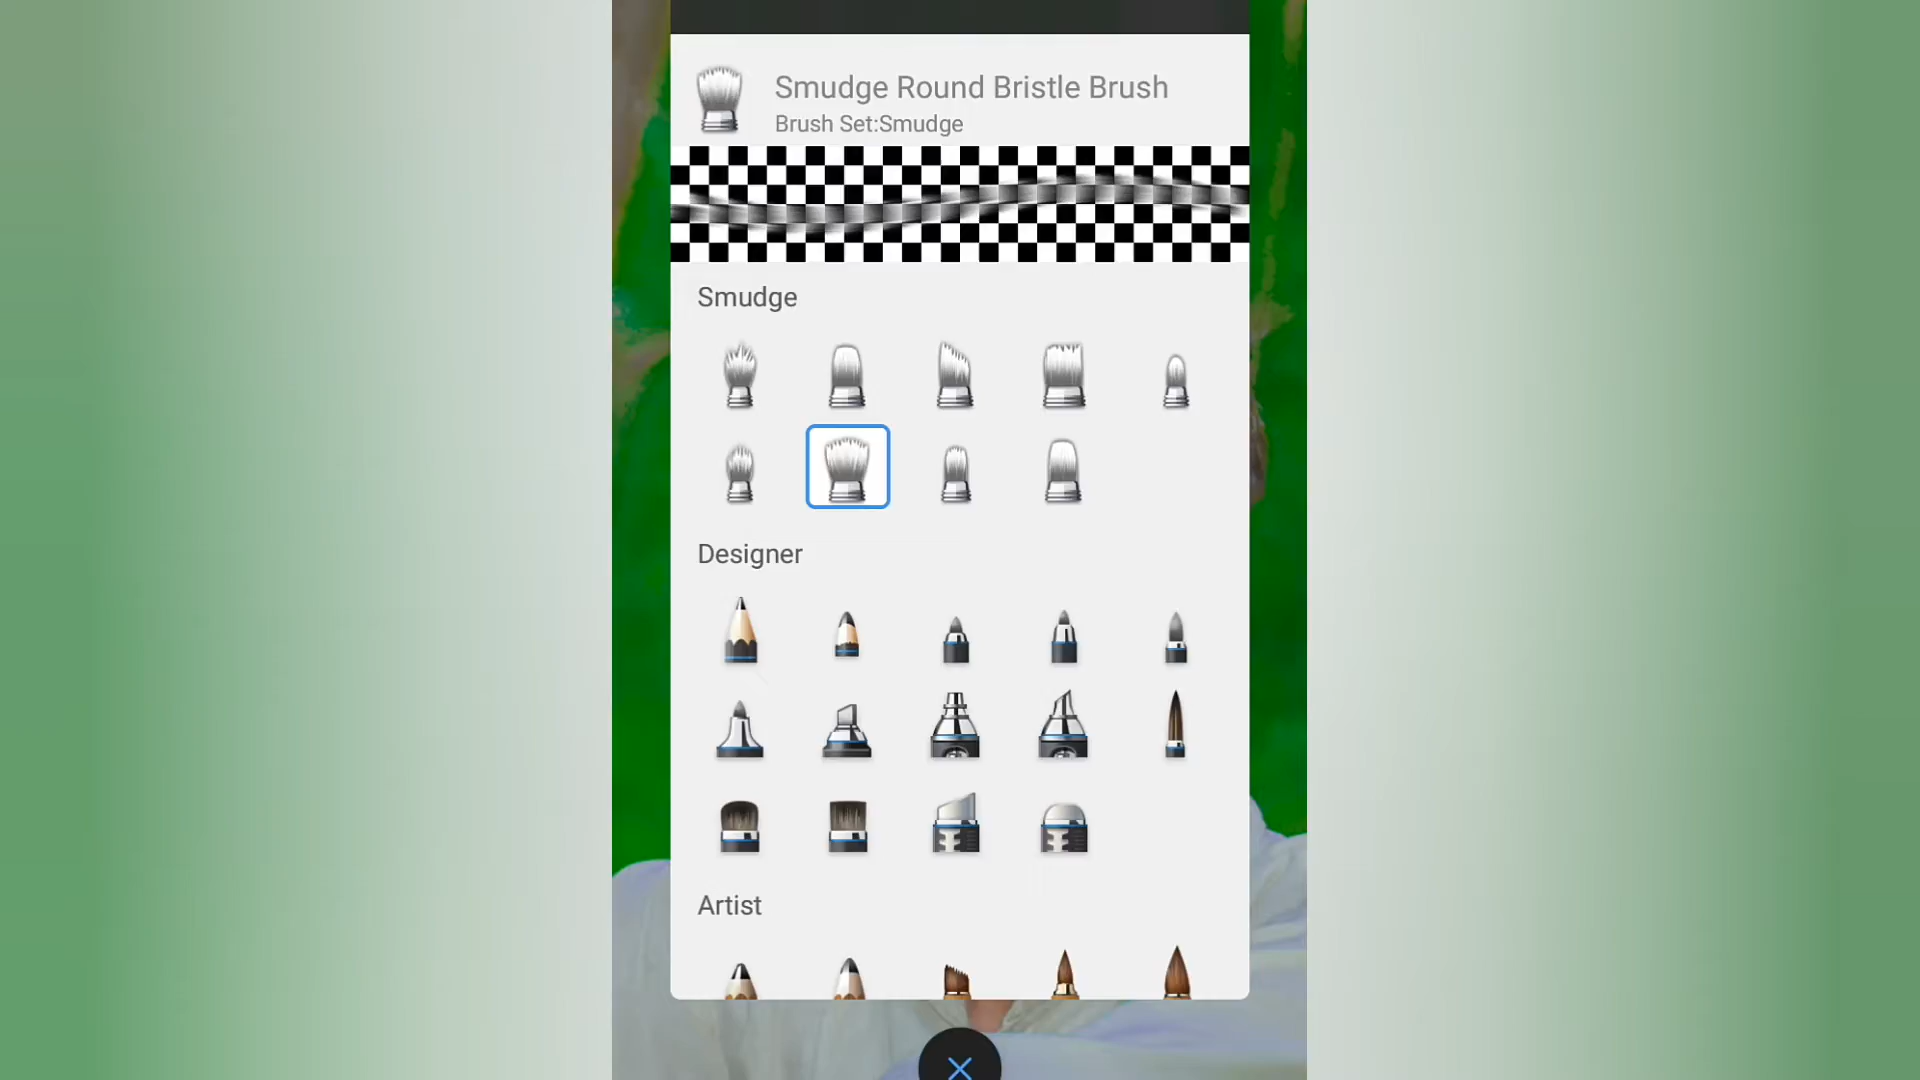 Smudge Round Bristle Brush
Brush Set:Smudge
Smudge
Designer
Artist